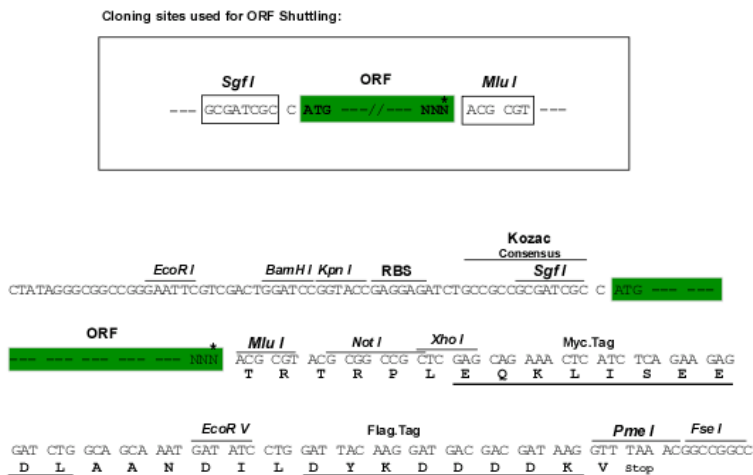 Cloning sites used for ORF Shuttling:
Sgf I ORF Mlu I
--- GCGATCGC C ATG ---//--- NNN* ACG CGT ---
Kozac
Consensus
EcoR I BamH I Kpn I RBS Sgf I
CTATAGGGCGGCCGGGAATTCGTCGACTGGATCCGGTACCGAGGAGATCTGCCGCCGCGATCGC C ATG --- ---
ORF Mlu I Not I Xho I Myc.Tag
--- --- --- --- --- --- NNN* ACG CGT ACG CGG CCG CTC GAG CAG AAA CTC ATC TCA GAA GAG
T R T R P L E Q K L I S E E
EcoR V Flag.Tag Pme I Fse I
GAT CTG GCA GCA AAT GAT ATC CTG GAT TAC AAG GAT GAC GAC GAT AAG GTT TAA ACGGCCGGCC
D L A A N D I L D Y K D D D D K V Stop